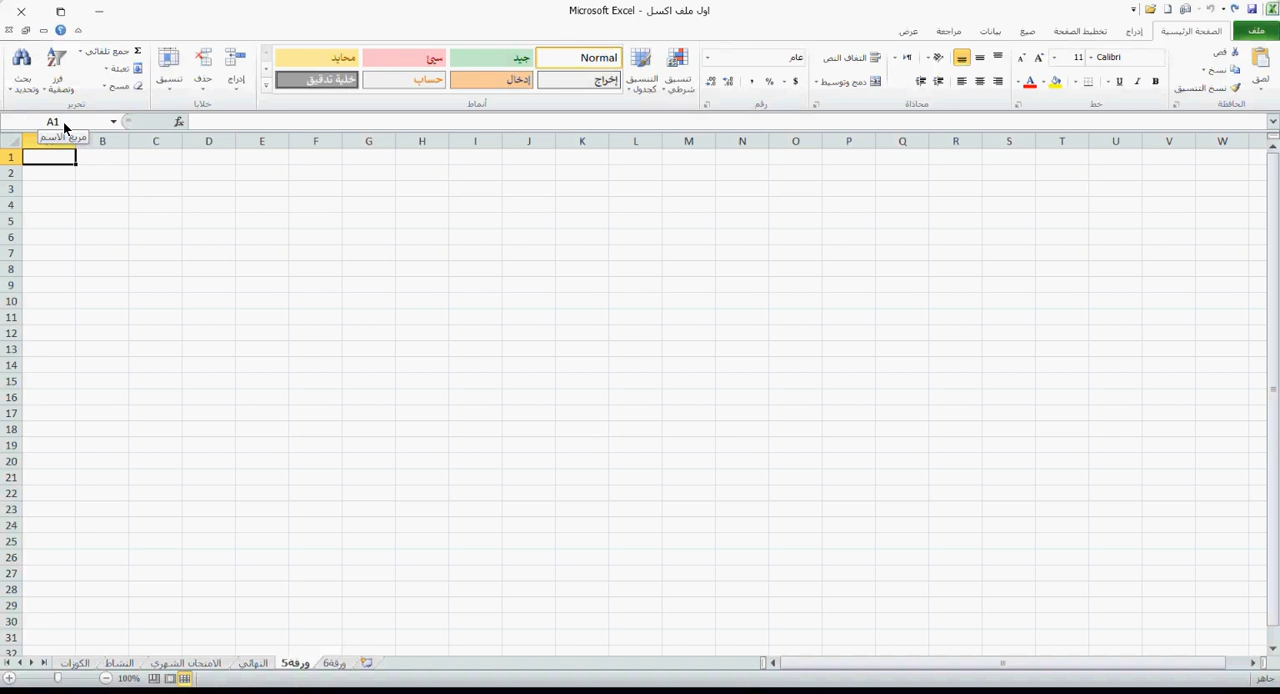 اول ملف اكسل - Microsoft Excel
ملف
الصفحة الرئيسية
إدراج
تخطيط الصفحة
صيغ
بيانات
مراجعة
عرض
لصق
قص
نسخ
نسخ التنسيق
الحافظة
Calibri
11
B I U
خط
التفاف النص
دمج وتوسيط
محاذاة
عام
$ % ,
رقم
تنسيق شرطي
التنسيق كجدول
Normal
جيد
سيئ
محايد
إخراج
إدخال
حساب
خلية تدقيق
أنماط
إدراج
حذف
تنسيق
خلايا
Σ جمع تلقائي
تعبئة
مسح
فرز وتصفية
بحث وتحديد
تحرير
A1
fx
مربع الاسم
A B C D E F G H I J K L M N O P Q R S T U V W
1
2
3
4
5
6
7
8
9
10
11
12
13
14
15
16
17
18
19
20
21
22
23
24
25
26
27
28
29
30
31
32
الكورات النشاط الامتحان الشهري النهائي ورقة5 ورقة6
100%
جاهز